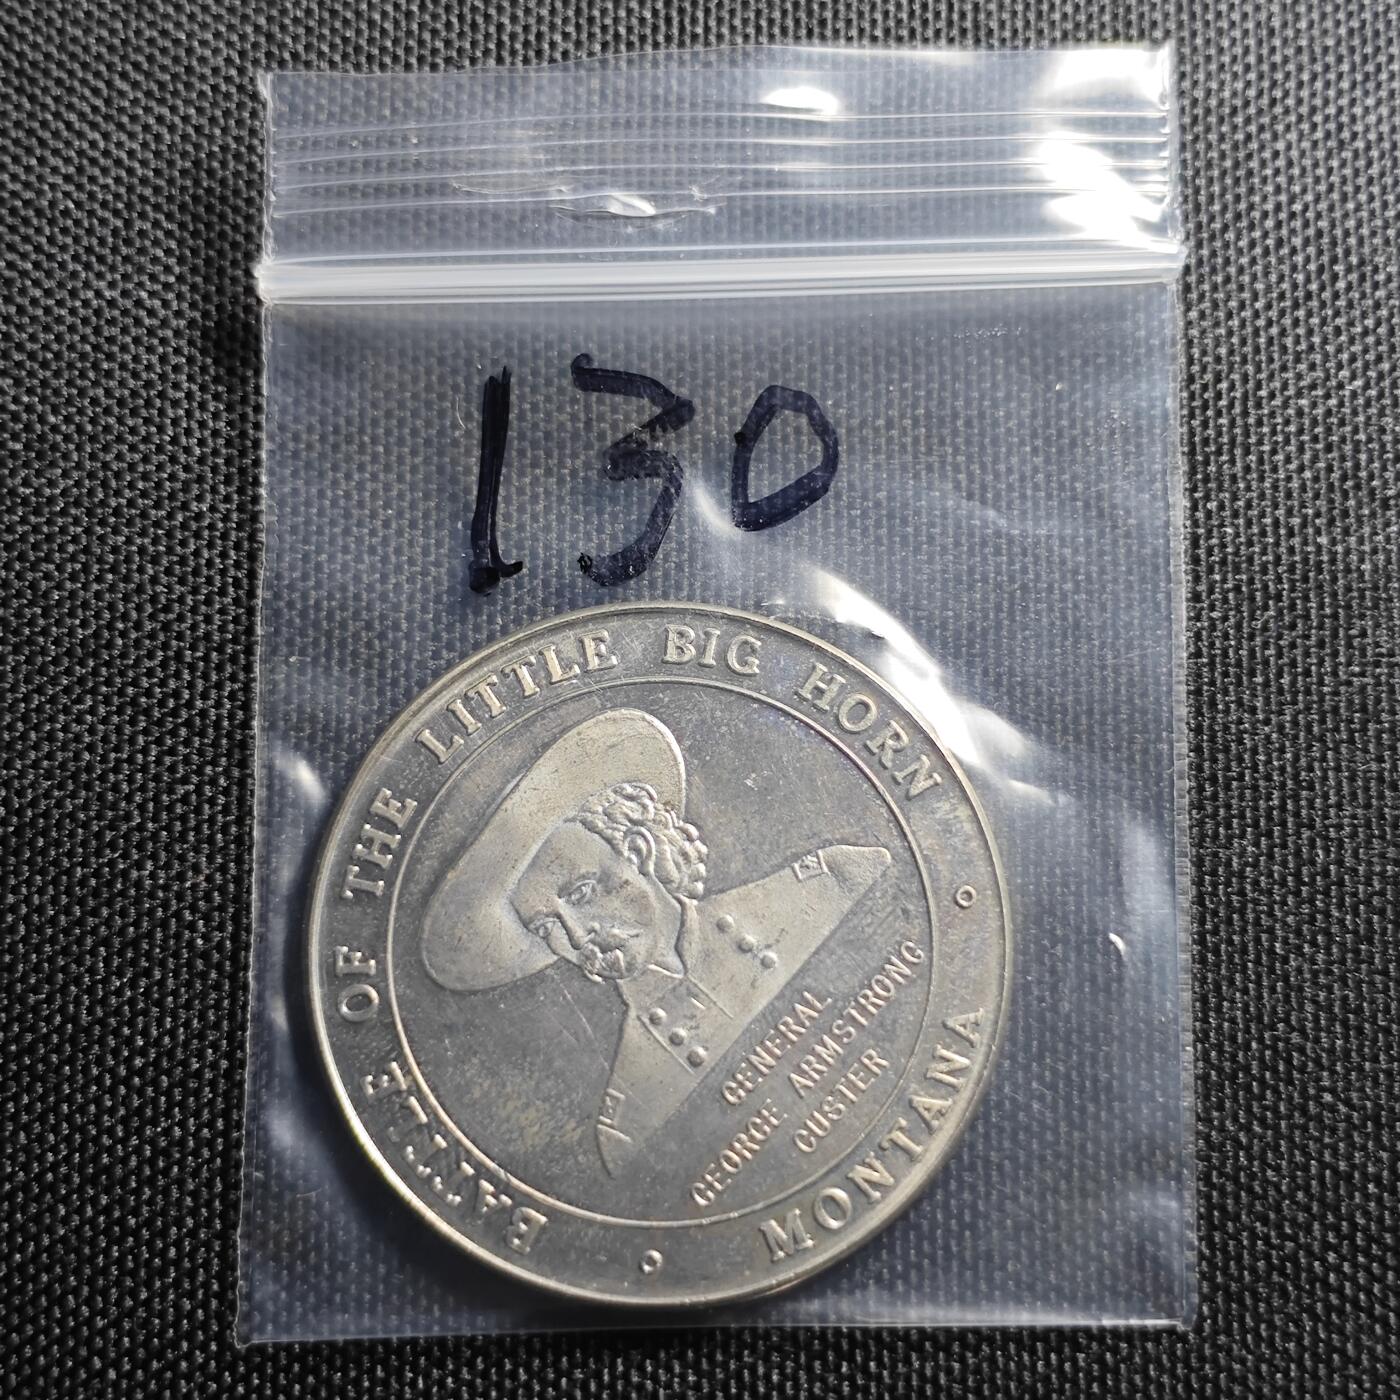 130
BATTLE OF THE LITTLE BIG HORN
GENERAL
GEORGE ARMSTRONG
CUSTER
MONTANA